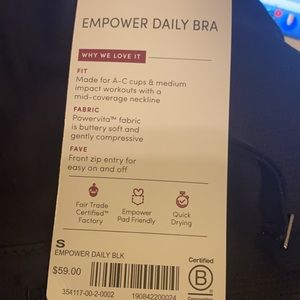 EMPOWER DAILY BRA
WHY WE LOVE IT
FIT
Made for A-C cups & medium
impact workouts with a
mid-coverage neckline
FABRIC
Powervita™ fabric
is buttery soft and
gently compressive
FAVE
Front zip entry for
easy on and off
Fair Trade
Certified™
Factory
Empower
Pad Friendly
Quick
Drying
S
EMPOWER DAILY BLK
$59.00
354117-00-2-0002
190842200024
Certified
B